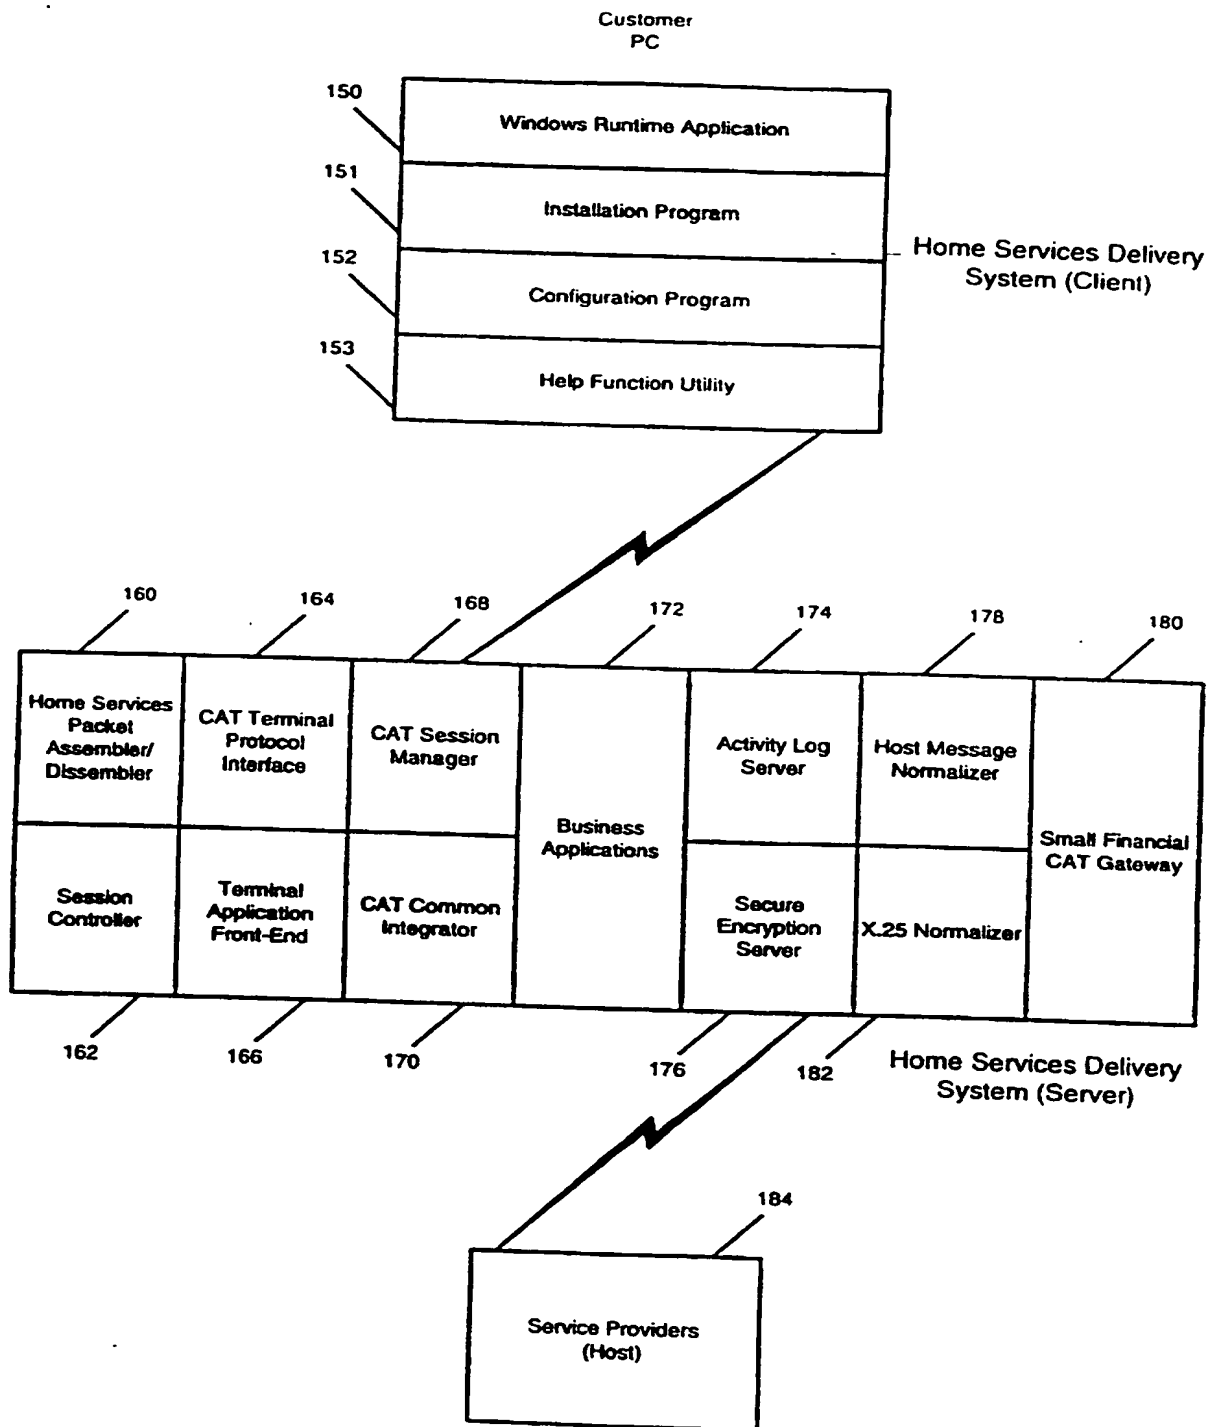 Customer
PC
150
Windows Runtime Application
151
Installation Program
Home Services Delivery
System (Client)
152
Configuration Program
153
Help Function Utility
160
164
168
172
174
178
180
Home Services
Packet
Assembler/
Dissembler
CAT Terminal
Protocol
Interface
CAT Session
Manager
Business
Applications
Activity Log
Server
Host Message
Normalizer
Small Financial
CAT Gateway
Session
Controller
Terminal
Application
Front-End
CAT Common
Integrator
Secure
Encryption
Server
X.25 Normalizer
162
166
170
176
182
Home Services Delivery
System (Server)
184
Service Providers
(Host)